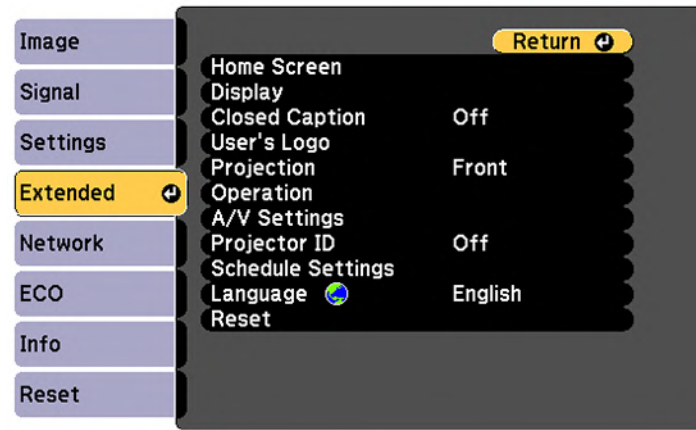 Image
Signal
Settings
Extended
Network
ECO
Info
Reset
Return
Home Screen
Display
Closed Caption Off
User's Logo
Projection Front
Operation
A/V Settings
Projector ID Off
Schedule Settings
Language English
Reset